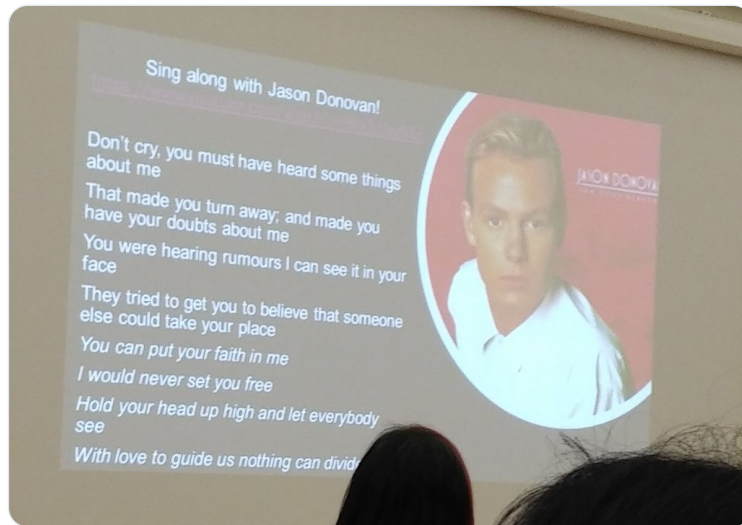 Sing along with Jason Donovan!
Don't cry, you must have heard some things
about me
That made you turn away; and made you
have your doubts about me
You were hearing rumours I can see it in your
face
They tried to get you to believe that someone
else could take your place
You can put your faith in me
I would never set you free
Hold your head up high and let everybody
see
With love to guide us nothing can divide
JASON DONOVA